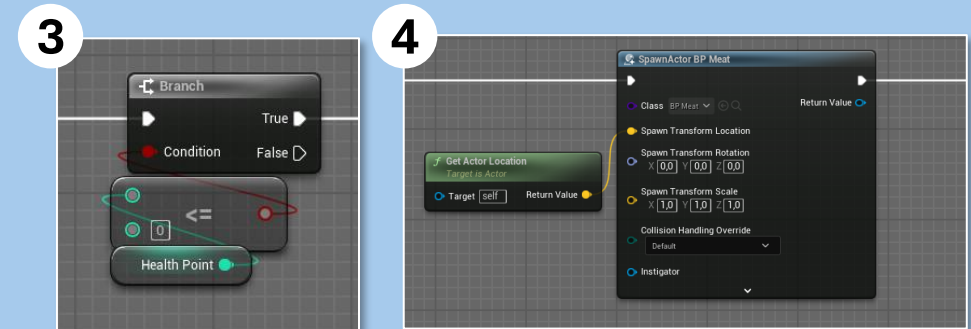 3
Branch
True
Condition
False
<=
0
Health Point
4
SpawnActor BP Meat
Class BP Meat
Return Value
Spawn Transform Location
Spawn Transform Rotation
X 0,0 Y 0,0 Z 0,0
Spawn Transform Scale
X 1,0 Y 1,0 Z 1,0
Collision Handling Override
Default
Instigator
f Get Actor Location
Target is Actor
Target self Return Value